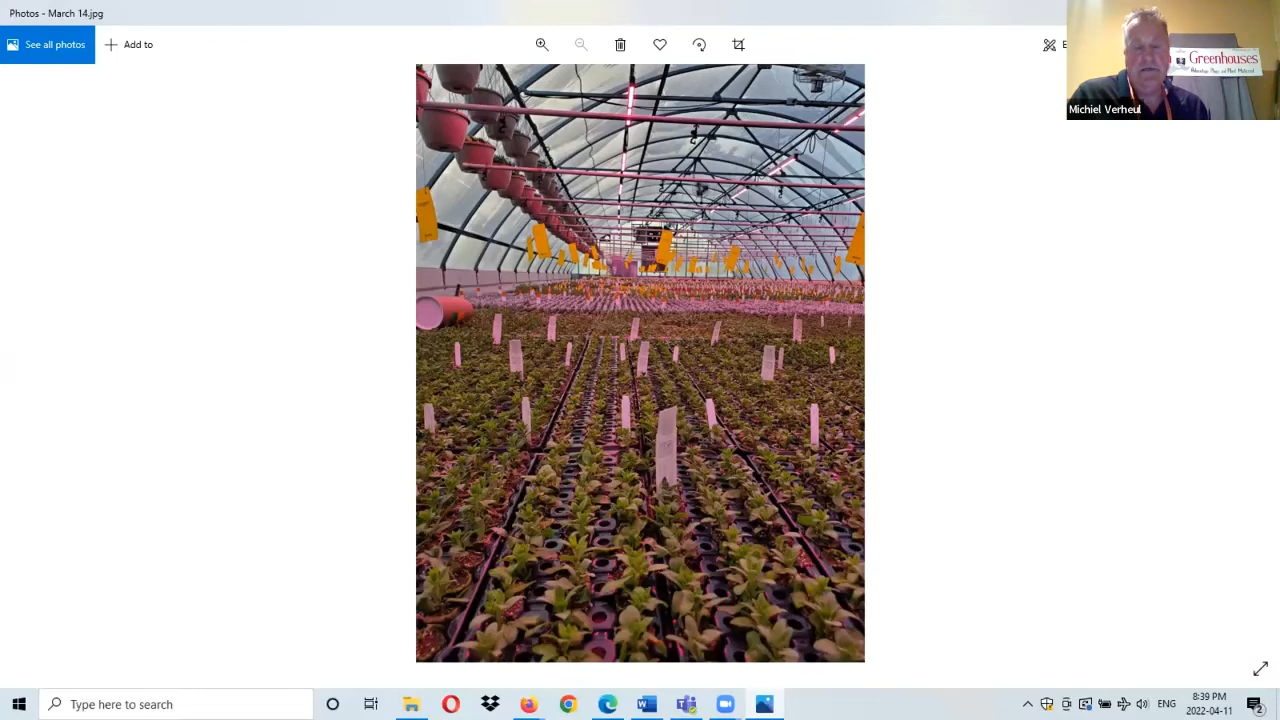 Photos - March 14.jpg
See all photos
Add to
Greenhouses
Michiel Verheul
Type here to search
ENG
8:39 PM
2022-04-11
2